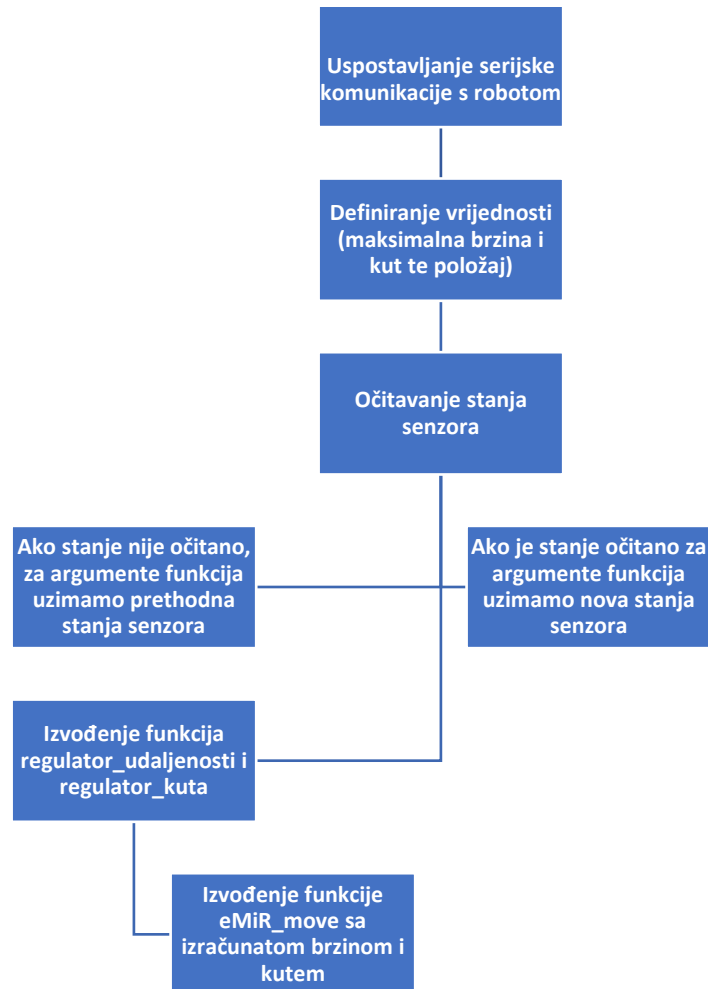 Uspostavljanje serijske
komunikacije s robotom
Definiranje vrijednosti
(maksimalna brzina i
kut te položaj)
Očitavanje stanja
senzora
Ako stanje nije očitano,
za argumente funkcija
uzimamo prethodna
stanja senzora
Ako je stanje očitano za
argumente funkcija
uzimamo nova stanja
senzora
Izvođenje funkcija
regulator_udaljenosti i
regulator_kuta
Izvođenje funkcije
eMiR_move sa
izračunatom brzinom i
kutem